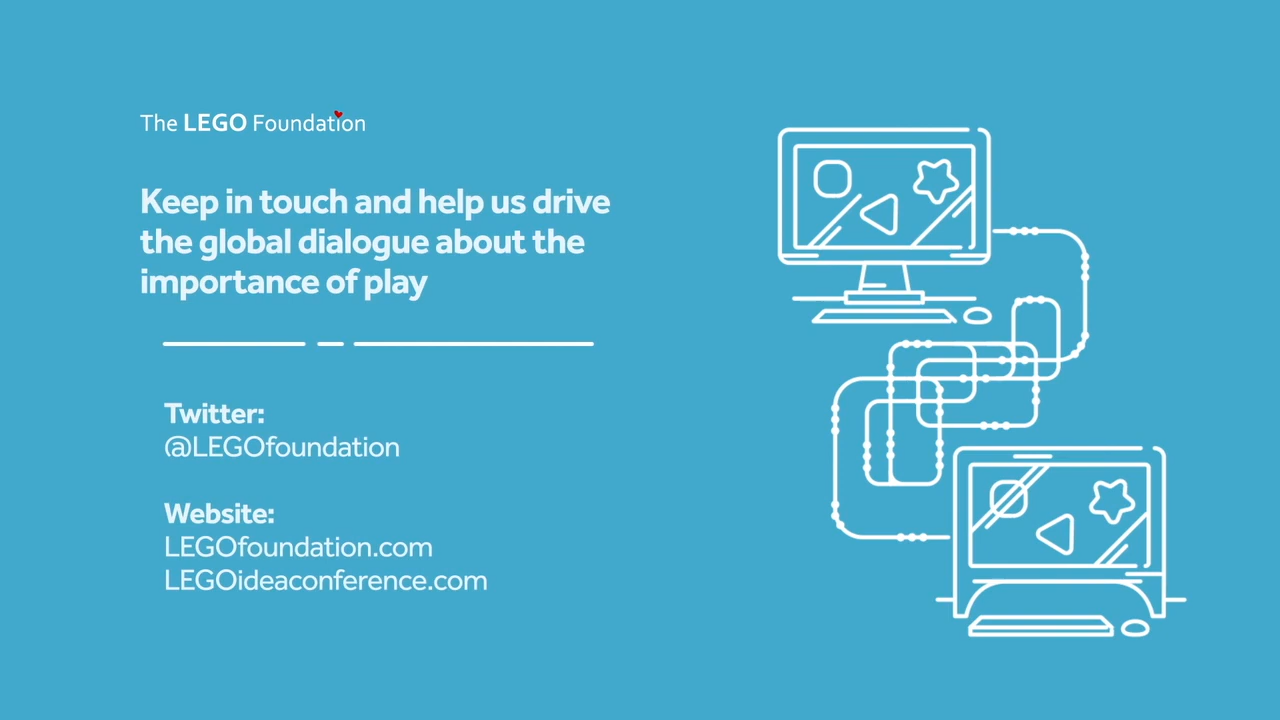 The LEGO Foundation
Keep in touch and help us drive
the global dialogue about the
importance of play
Twitter:
@LEGOfoundation
Website:
LEGOfoundation.com
LEGOideaconference.com